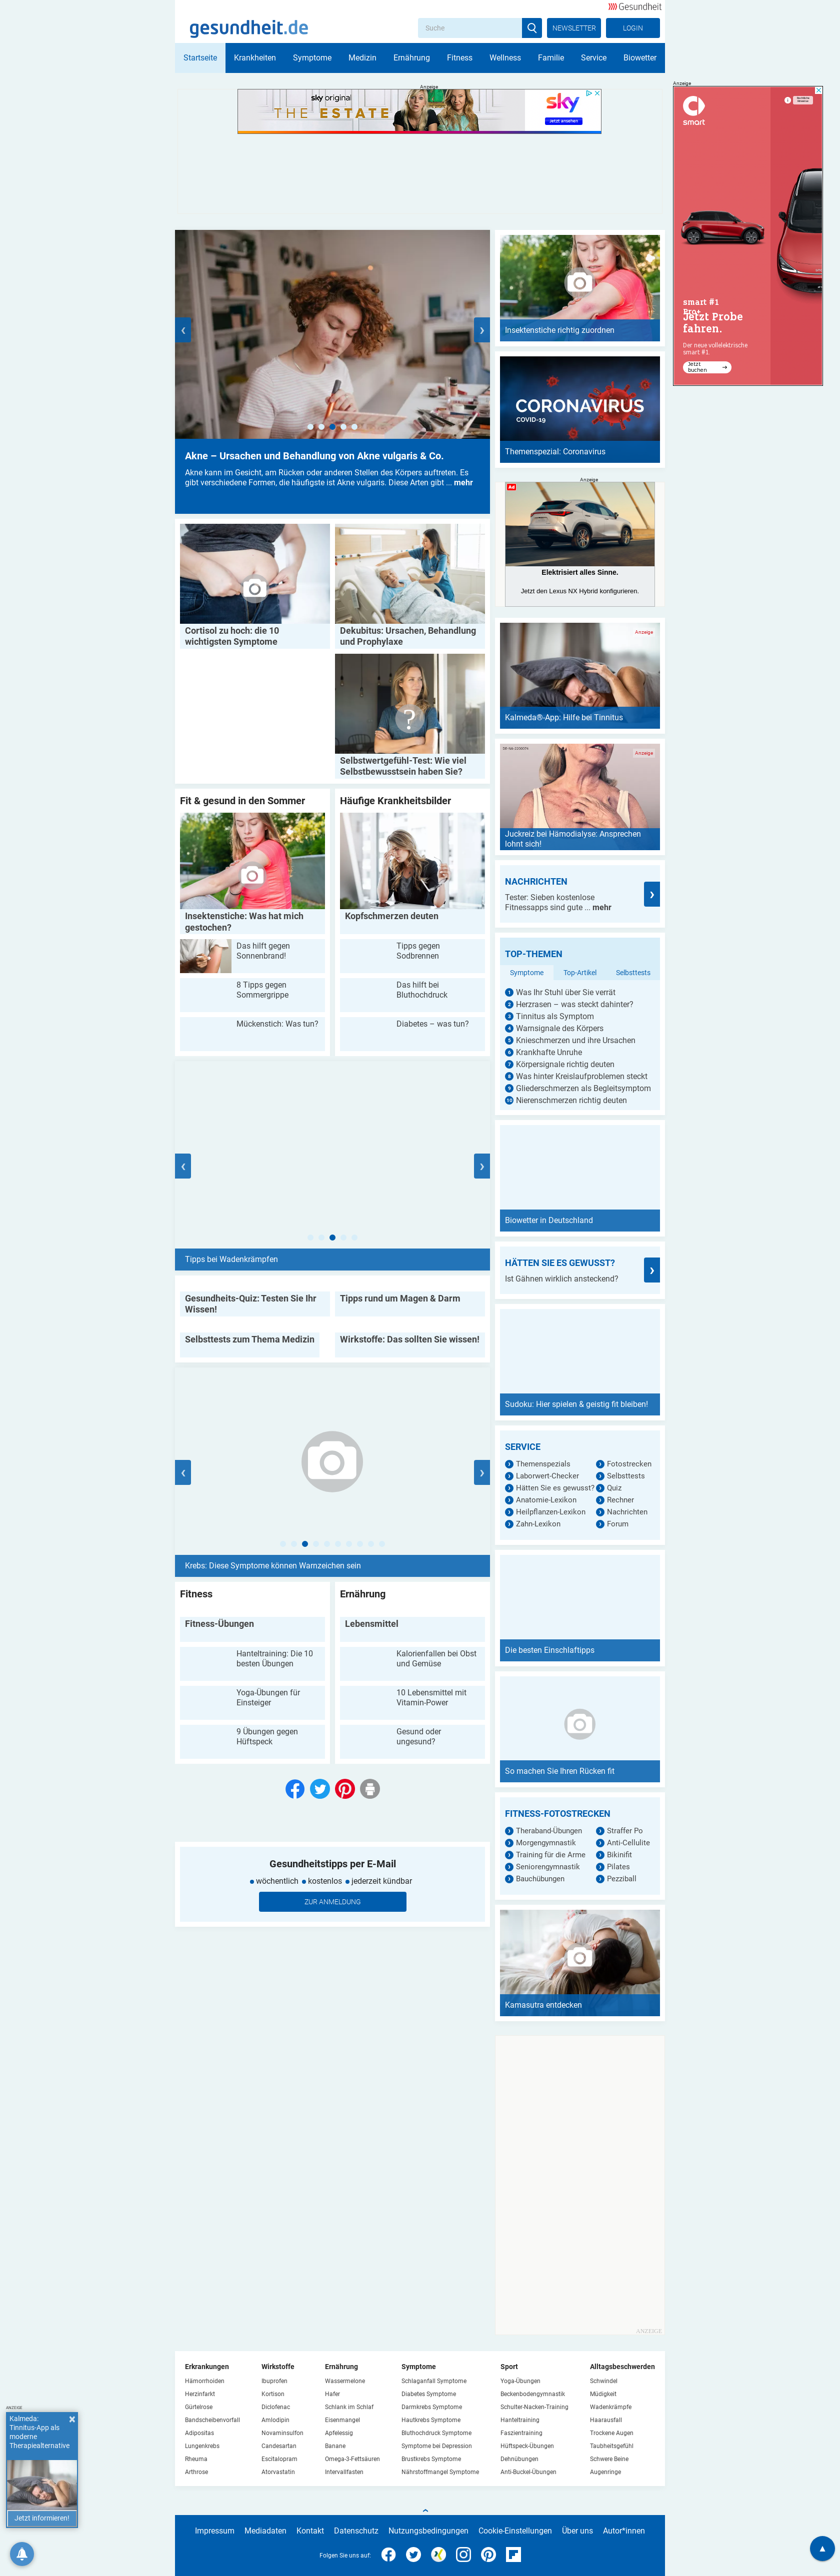 Gesundheit
gesundheit.de
Suche
NEWSLETTER
LOGIN
Startseite Krankheiten Symptome Medizin Ernährung Fitness Wellness Familie Service Biowetter
Anzeige
sky original
THE ESTATE
sky
Jetzt ansehen
Anzeige
smart
smart #1
Pro+
Jetzt Probe
fahren.
Der neue vollelektrische
smart #1
Jetzt
buchen
Akne – Ursachen und Behandlung von Akne vulgaris & Co.
Akne kann im Gesicht, am Rücken oder anderen Stellen des Körpers auftreten. Es
gibt verschiedene Formen, die häufigste ist Akne vulgaris. Diese Arten gibt ... mehr
Insektenstiche richtig zuordnen
CORONAVIRUS
COVID-19
Themenspezial: Coronavirus
Anzeige
Ad
Elektrisiert alles Sinne.
Jetzt den Lexus NX Hybrid konfigurieren.
Cortisol zu hoch: die 10
wichtigsten Symptome
Dekubitus: Ursachen, Behandlung
und Prophylaxe
?
Selbstwertgefühl-Test: Wie viel
Selbstbewusstsein haben Sie?
Anzeige
Kalmeda®-App: Hilfe bei Tinnitus
Anzeige
Juckreiz bei Hämodialyse: Ansprechen
lohnt sich!
Fit & gesund in den Sommer
Insektenstiche: Was hat mich
gestochen?
Das hilft gegen
Sonnenbrand!
8 Tipps gegen
Sommergrippe
Mückenstich: Was tun?
Häufige Krankheitsbilder
Kopfschmerzen deuten
Tipps gegen
Sodbrennen
Das hilft bei
Bluthochdruck
Diabetes – was tun?
NACHRICHTEN
Tester: Sieben kostenlose
Fitnessapps sind gute ... mehr
TOP-THEMEN
Symptome Top-Artikel Selbsttests
1 Was Ihr Stuhl über Sie verrät
2 Herzrasen – was steckt dahinter?
3 Tinnitus als Symptom
4 Warnsignale des Körpers
5 Knieschmerzen und ihre Ursachen
6 Krankhafte Unruhe
7 Körpersignale richtig deuten
8 Was hinter Kreislaufproblemen steckt
9 Gliederschmerzen als Begleitsymptom
10 Nierenschmerzen richtig deuten
Tipps bei Wadenkrämpfen
Biowetter in Deutschland
HÄTTEN SIE ES GEWUSST?
Ist Gähnen wirklich ansteckend?
Gesundheits-Quiz: Testen Sie Ihr
Wissen!
Tipps rund um Magen & Darm
Selbsttests zum Thema Medizin
Wirkstoffe: Das sollten Sie wissen!
Sudoku: Hier spielen & geistig fit bleiben!
SERVICE
Themenspezials Fotostrecken
Laborwert-Checker Selbsttests
Hätten Sie es gewusst? Quiz
Anatomie-Lexikon Rechner
Heilpflanzen-Lexikon Nachrichten
Zahn-Lexikon Forum
Krebs: Diese Symptome können Warnzeichen sein
Die besten Einschlaftipps
Fitness
Fitness-Übungen
Hanteltraining: Die 10
besten Übungen
Yoga-Übungen für
Einsteiger
9 Übungen gegen
Hüftspeck
Ernährung
Lebensmittel
Kalorienfallen bei Obst
und Gemüse
10 Lebensmittel mit
Vitamin-Power
Gesund oder
ungesund?
So machen Sie Ihren Rücken fit
FITNESS-FOTOSTRECKEN
Theraband-Übungen Straffer Po
Morgengymnastik Anti-Cellulite
Training für die Arme Bikinifit
Seniorengymnastik Pilates
Bauchübungen Pezziball
Gesundheitstipps per E-Mail
wöchentlich kostenlos jederzeit kündbar
ZUR ANMELDUNG
Kamasutra entdecken
ANZEIGE
Erkrankungen Wirkstoffe Ernährung Symptome Sport Alltagsbeschwerden
Hämorrhoiden Ibuprofen Wassermelone Schlaganfall Symptome Yoga-Übungen Schwindel
Herzinfarkt Kortison Hafer Diabetes Symptome Beckenbodengymnastik Müdigkeit
Gürtelrose Diclofenac Schlank im Schlaf Darmkrebs Symptome Schulter-Nacken-Training Wadenkrämpfe
Bandscheibenvorfall Amlodipin Eisenmangel Hautkrebs Symptome Hanteltraining Haarausfall
Adipositas Novaminsulfon Apfelessig Bluthochdruck Symptome Faszientraining Trockene Augen
Lungenkrebs Candesartan Banane Symptome bei Depression Hüftspeck-Übungen Taubheitsgefühl
Rheuma Escitalopram Omega-3-Fettsäuren Brustkrebs Symptome Dehnübungen Schwere Beine
Arthrose Atorvastatin Intervallfasten Nährstoffmangel Symptome Anti-Buckel-Übungen Augenringe
ANZEIGE
Kalmeda:
Tinnitus-App als
moderne
Therapiealternative
Jetzt informieren!
Impressum Mediadaten Kontakt Datenschutz Nutzungsbedingungen Cookie-Einstellungen Über uns Autor*innen
Folgen Sie uns auf: